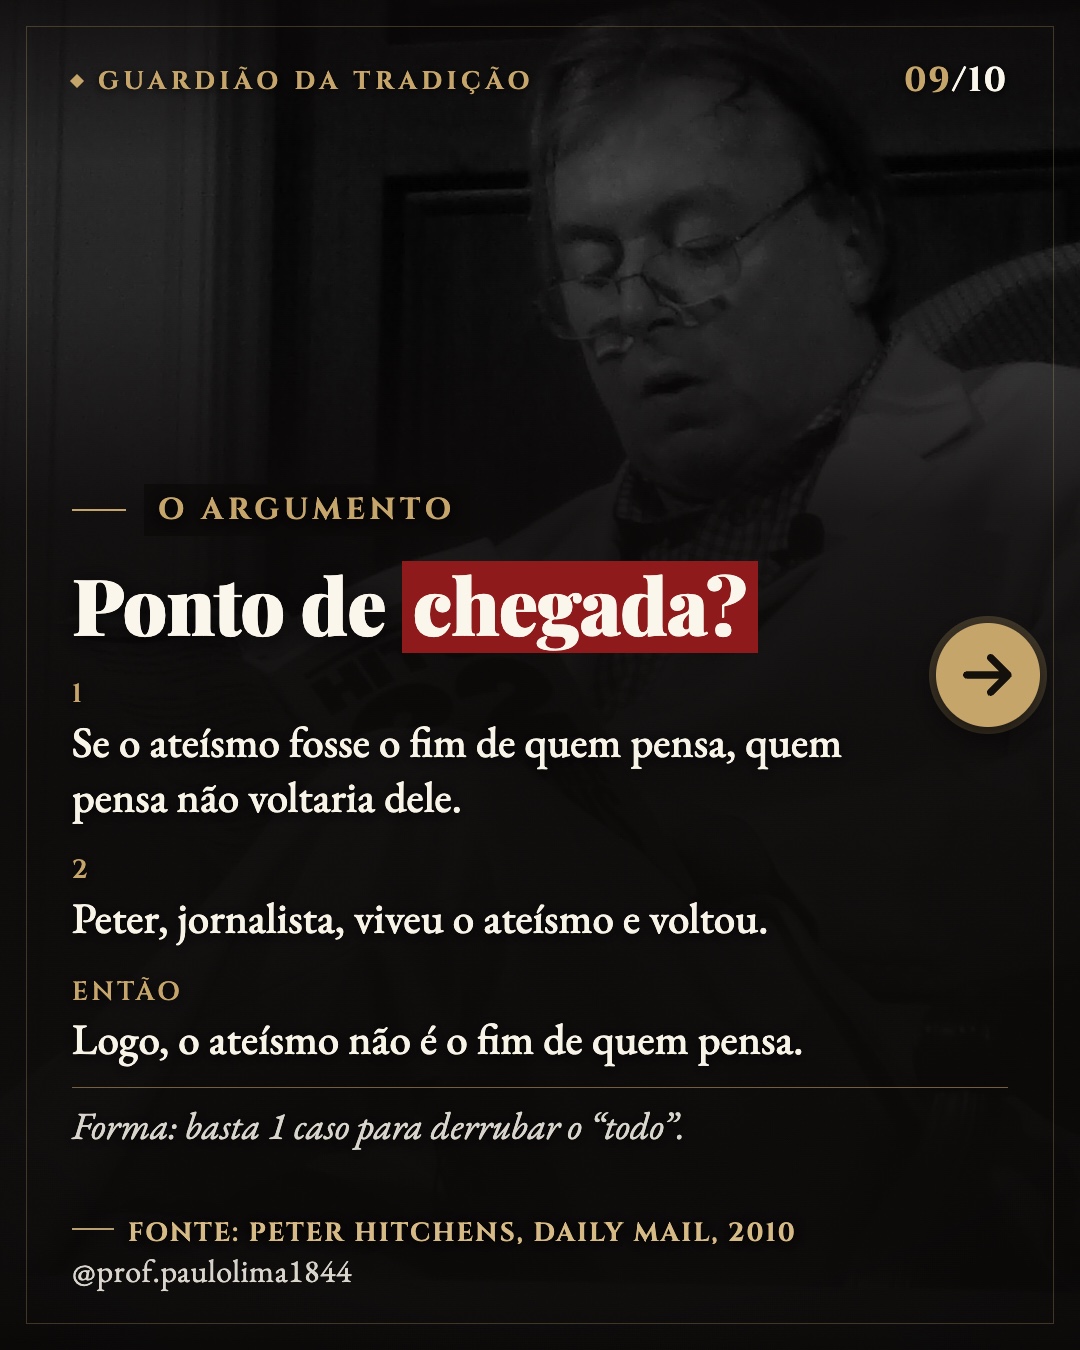 ◆ GUARDIÃO DA TRADIÇÃO
09/10
O ARGUMENTO
Ponto de chegada?
1
Se o ateísmo fosse o fim de quem pensa, quem
pensa não voltaria dele.
2
Peter, jornalista, viveu o ateísmo e voltou.
ENTÃO
Logo, o ateísmo não é o fim de quem pensa.
Forma: basta 1 caso para derrubar o “todo”.
FONTE: PETER HITCHENS, DAILY MAIL, 2010
@prof.paulolima1844